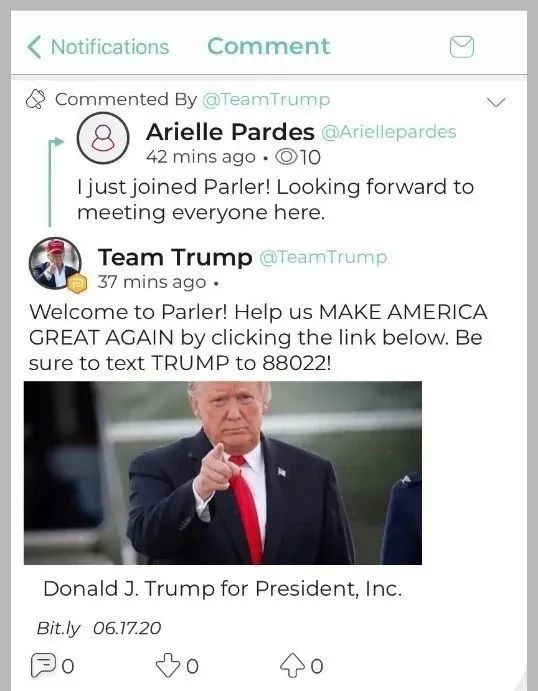 Notifications Comment
Commented By @TeamTrump
Arielle Pardes @Ariellepardes
42 mins ago • 10
I just joined Parler! Looking forward to
meeting everyone here.
Team Trump @TeamTrump
37 mins ago •
Welcome to Parler! Help us MAKE AMERICA
GREAT AGAIN by clicking the link below. Be
sure to text TRUMP to 88022!
Donald J. Trump for President, Inc.
Bit.ly 06.17.20
0 0 0